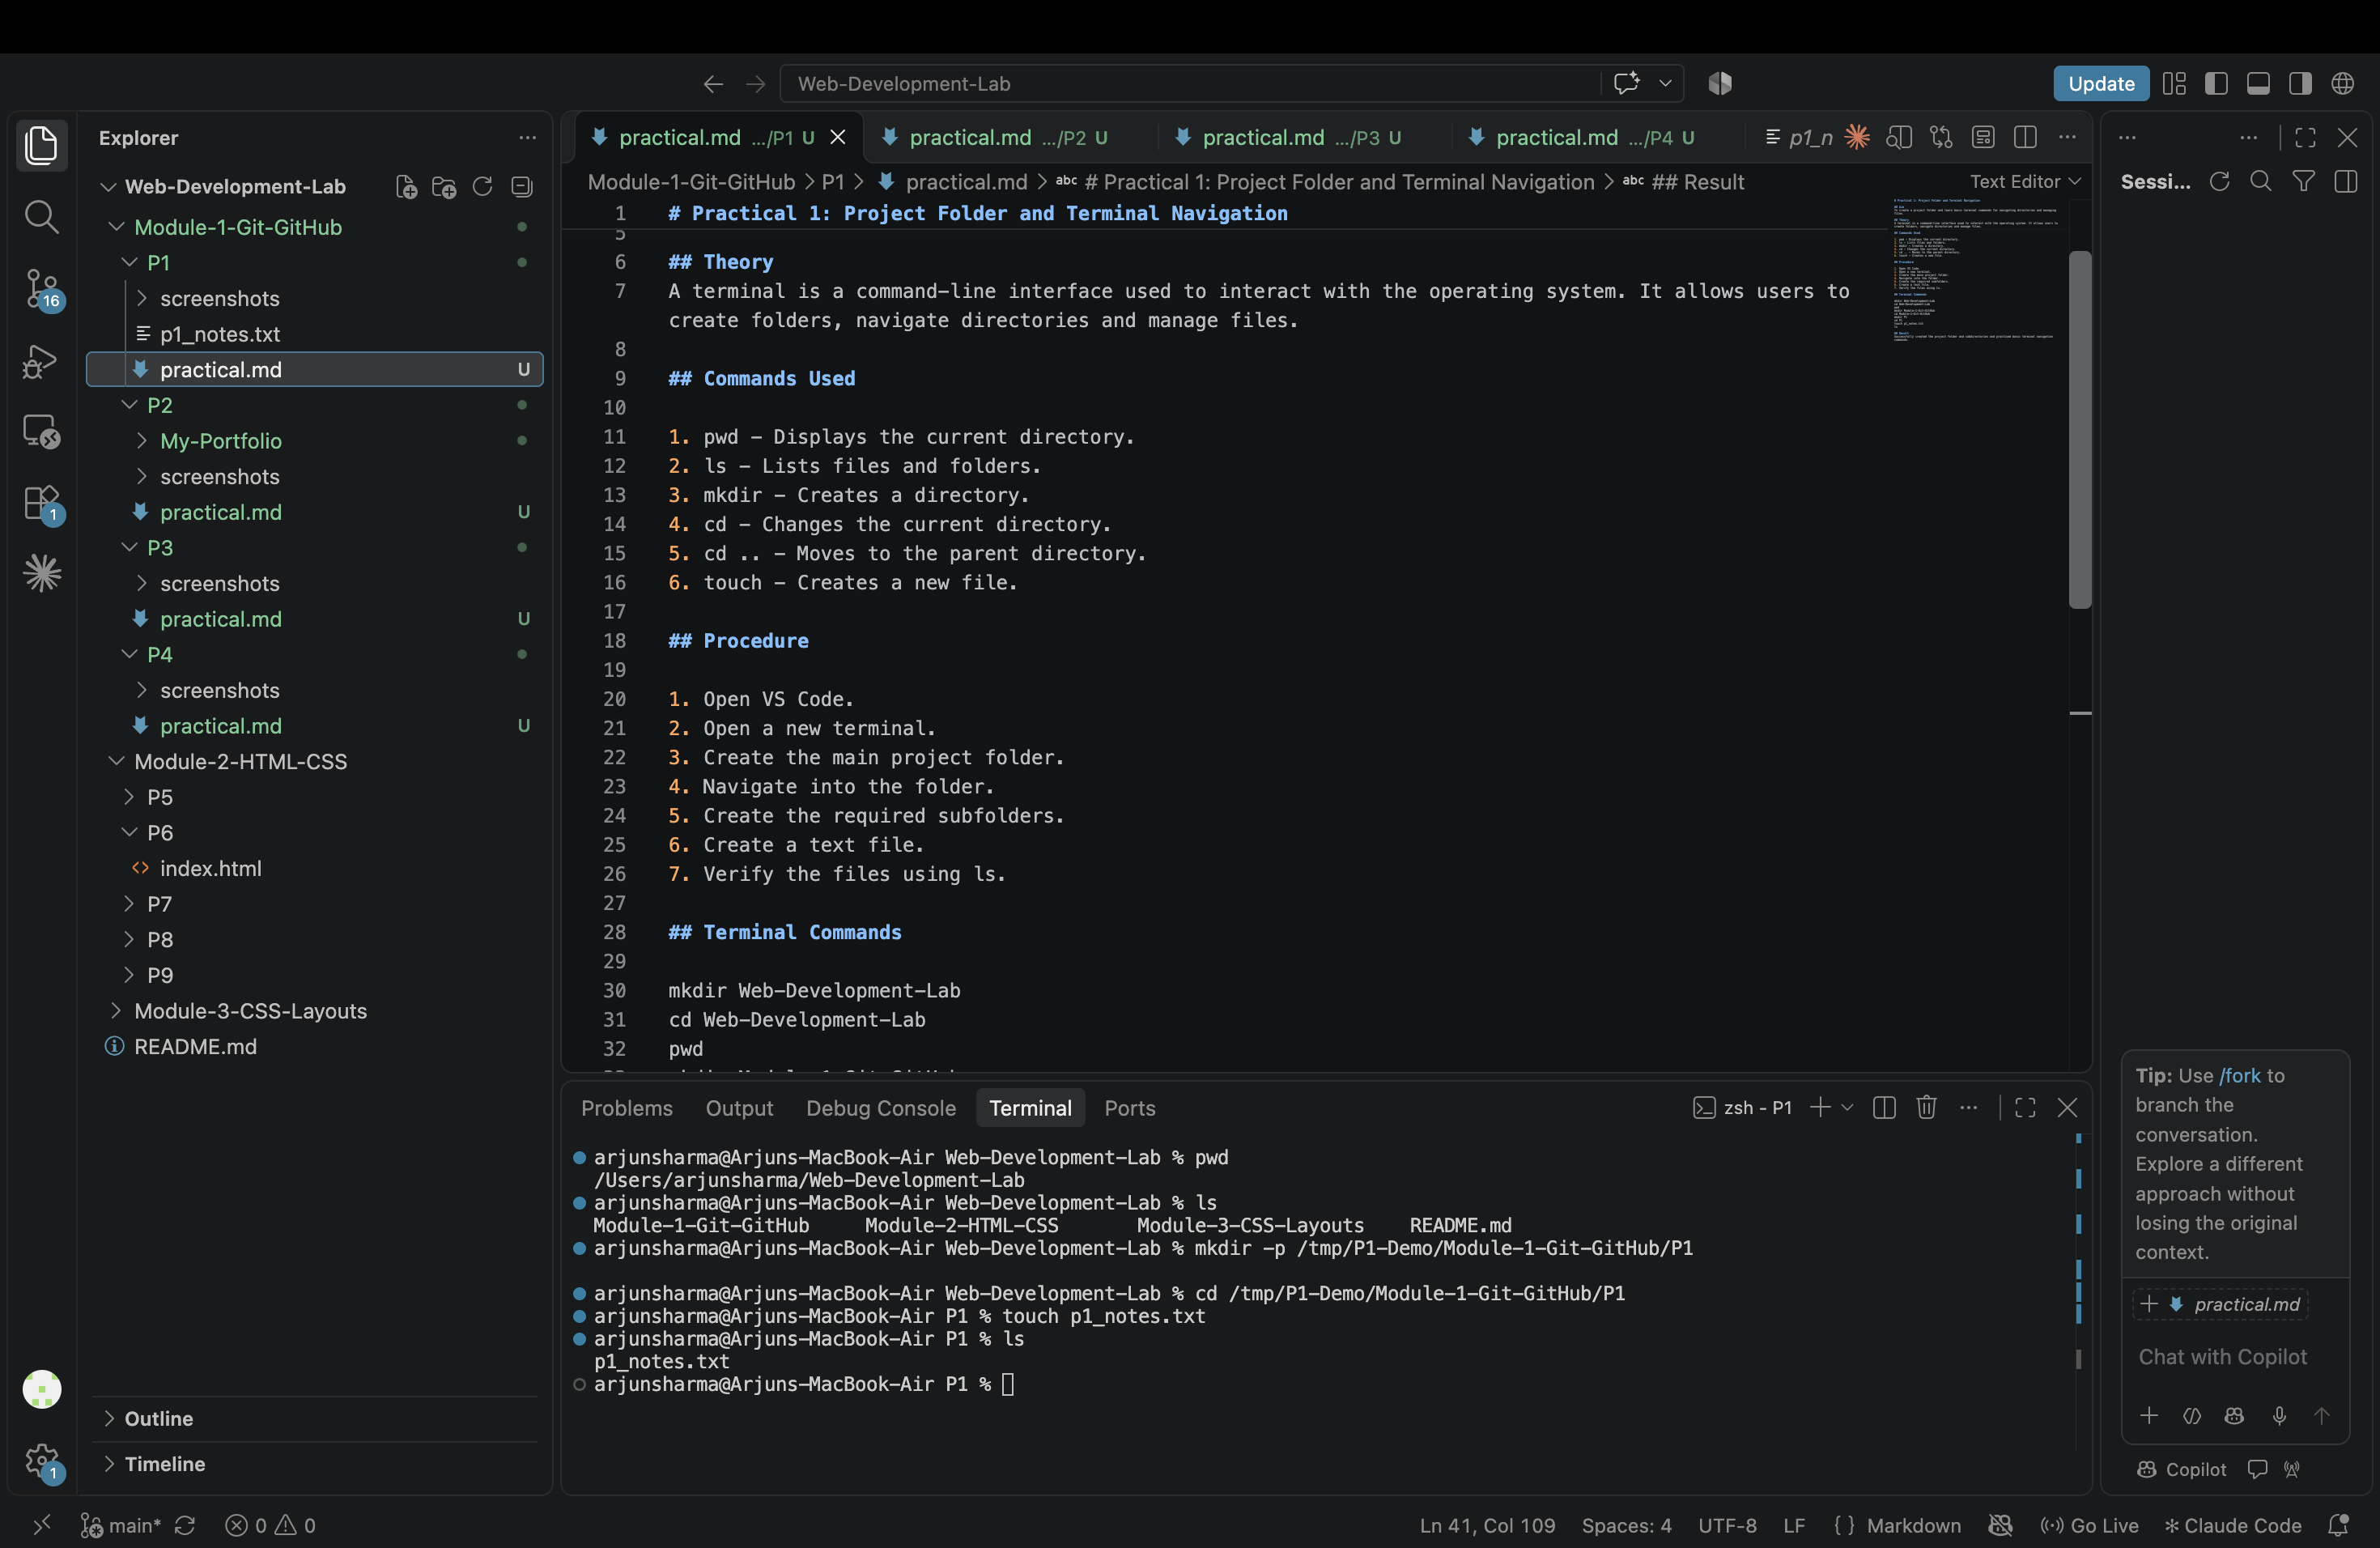 Web-Development-Lab
Update
Explorer
Web-Development-Lab
Module-1-Git-GitHub
P1
screenshots
p1_notes.txt
practical.md U
P2
My-Portfolio
screenshots
practical.md U
P3
screenshots
practical.md U
P4
screenshots
practical.md U
Module-2-HTML-CSS
P5
P6
index.html
P7
P8
P9
Module-3-CSS-Layouts
README.md
Outline
Timeline
16
1
1
practical.md .../P1 U
practical.md .../P2 U
practical.md .../P3 U
practical.md .../P4 U
p1_n
Module-1-Git-GitHub > P1 > practical.md > abc # Practical 1: Project Folder and Terminal Navigation > abc ## Result
Text Editor
1 # Practical 1: Project Folder and Terminal Navigation
5
6 ## Theory
7 A terminal is a command-line interface used to interact with the operating system. It allows users to
create folders, navigate directories and manage files.
8
9 ## Commands Used
10
11 1. pwd – Displays the current directory.
12 2. ls – Lists files and folders.
13 3. mkdir – Creates a directory.
14 4. cd – Changes the current directory.
15 5. cd .. – Moves to the parent directory.
16 6. touch – Creates a new file.
17
18 ## Procedure
19
20 1. Open VS Code.
21 2. Open a new terminal.
22 3. Create the main project folder.
23 4. Navigate into the folder.
24 5. Create the required subfolders.
25 6. Create a text file.
26 7. Verify the files using ls.
27
28 ## Terminal Commands
29
30 mkdir Web-Development-Lab
31 cd Web-Development-Lab
32 pwd
Problems Output Debug Console Terminal Ports
zsh - P1
arjunsharma@Arjuns-MacBook-Air Web-Development-Lab % pwd
/Users/arjunsharma/Web-Development-Lab
arjunsharma@Arjuns-MacBook-Air Web-Development-Lab % ls
Module-1-Git-GitHub Module-2-HTML-CSS Module-3-CSS-Layouts README.md
arjunsharma@Arjuns-MacBook-Air Web-Development-Lab % mkdir -p /tmp/P1-Demo/Module-1-Git-GitHub/P1
arjunsharma@Arjuns-MacBook-Air Web-Development-Lab % cd /tmp/P1-Demo/Module-1-Git-GitHub/P1
arjunsharma@Arjuns-MacBook-Air P1 % touch p1_notes.txt
arjunsharma@Arjuns-MacBook-Air P1 % ls
p1_notes.txt
arjunsharma@Arjuns-MacBook-Air P1 %
Sessi...
Tip: Use /fork to
branch the
conversation.
Explore a different
approach without
losing the original
context.
practical.md
Chat with Copilot
Copilot
main* 0 0
Ln 41, Col 109 Spaces: 4 UTF-8 LF {} Markdown Go Live Claude Code